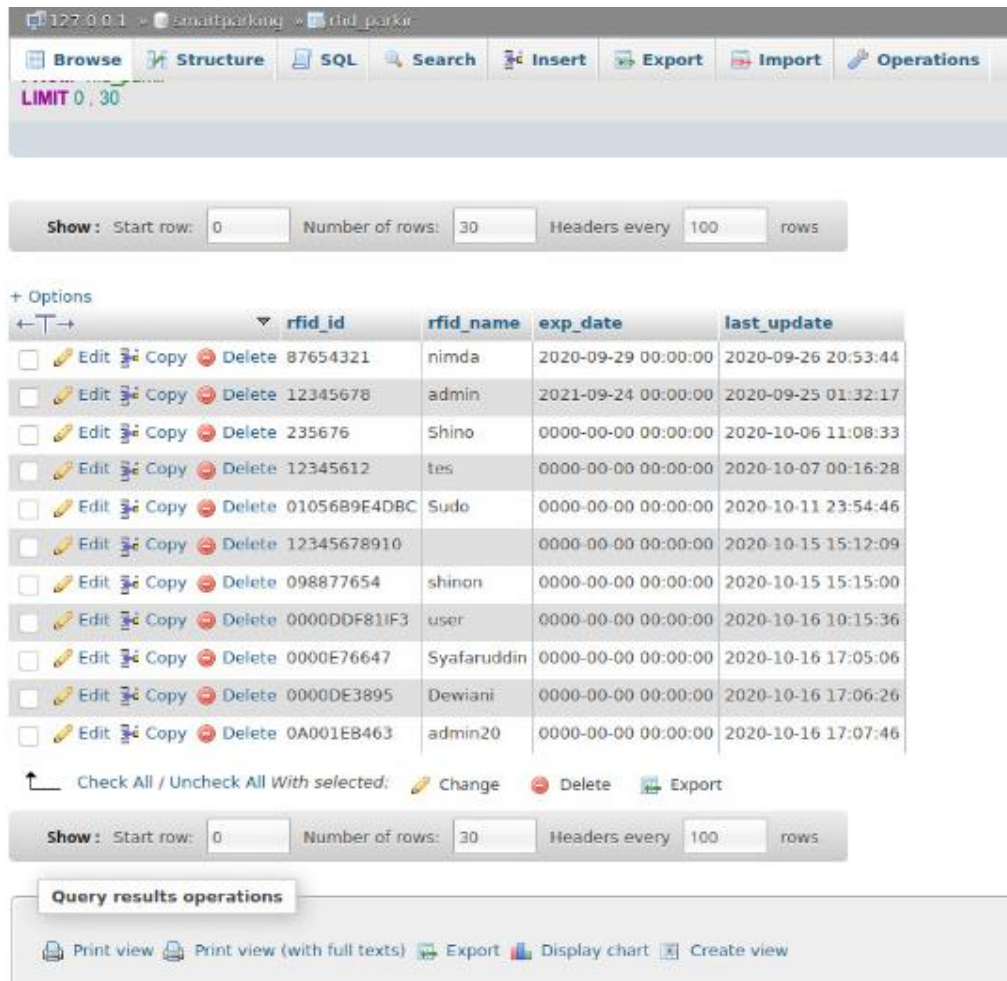 127.0.0.1 » smartparking » rfid_parkir
Browse Structure SQL Search Insert Export Import Operations
LIMIT 0 , 30
Show : Start row: 0 Number of rows: 30 Headers every 100 rows
+ Options
←T→ ▼ rfid_id rfid_name exp_date last_update
Edit Copy Delete 87654321 nimda 2020-09-29 00:00:00 2020-09-26 20:53:44
Edit Copy Delete 12345678 admin 2021-09-24 00:00:00 2020-09-25 01:32:17
Edit Copy Delete 235676 Shino 0000-00-00 00:00:00 2020-10-06 11:08:33
Edit Copy Delete 12345612 tes 0000-00-00 00:00:00 2020-10-07 00:16:28
Edit Copy Delete 01056B9E4DBC Sudo 0000-00-00 00:00:00 2020-10-11 23:54:46
Edit Copy Delete 12345678910 0000-00-00 00:00:00 2020-10-15 15:12:09
Edit Copy Delete 098877654 shinon 0000-00-00 00:00:00 2020-10-15 15:15:00
Edit Copy Delete 0000DDF81IF3 user 0000-00-00 00:00:00 2020-10-16 10:15:36
Edit Copy Delete 0000E76647 Syafaruddin 0000-00-00 00:00:00 2020-10-16 17:05:06
Edit Copy Delete 0000DE3895 Dewiani 0000-00-00 00:00:00 2020-10-16 17:06:26
Edit Copy Delete 0A001EB463 admin20 0000-00-00 00:00:00 2020-10-16 17:07:46
Check All / Uncheck All With selected: Change Delete Export
Show : Start row: 0 Number of rows: 30 Headers every 100 rows
Query results operations
Print view Print view (with full texts) Export Display chart Create view